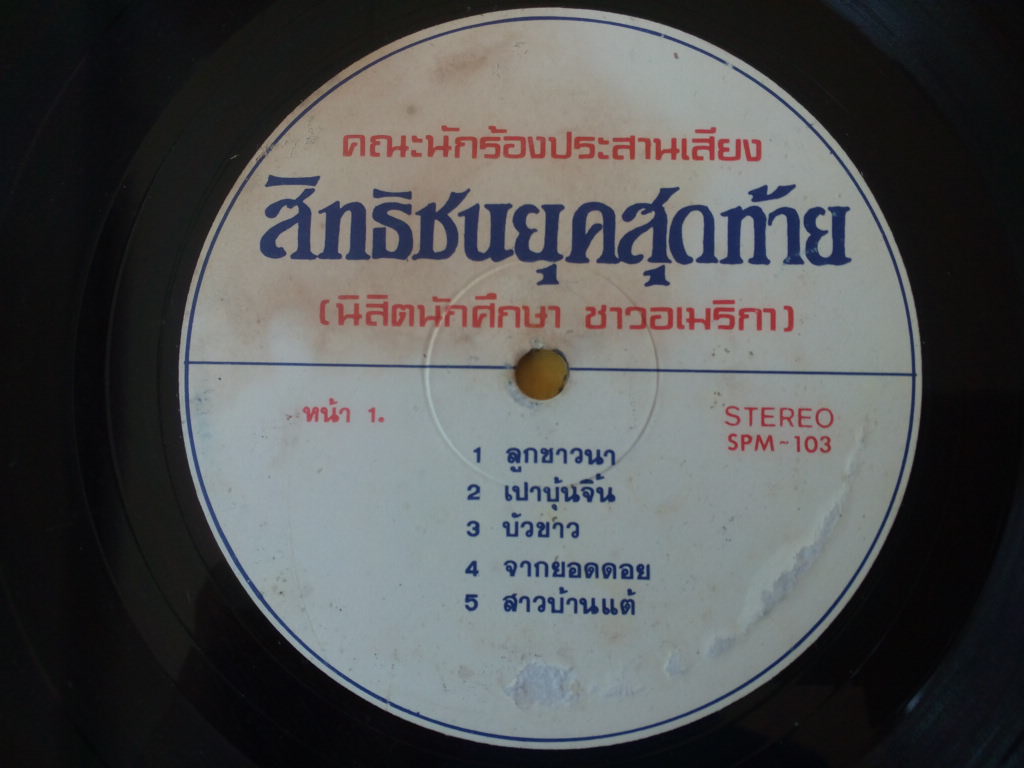 คณะนักร้องประสานเสียง
สิทธิชนยุคสุดท้าย
(นิสิตนักศึกษา ชาวอเมริกา)
หน้า 1.
STEREO
SPM-103
1 ลูกชาวนา
2 เปาบุ้นจิ้น
3 บัวขาว
4 จากยอดดอย
5 สาวบ้านแต้